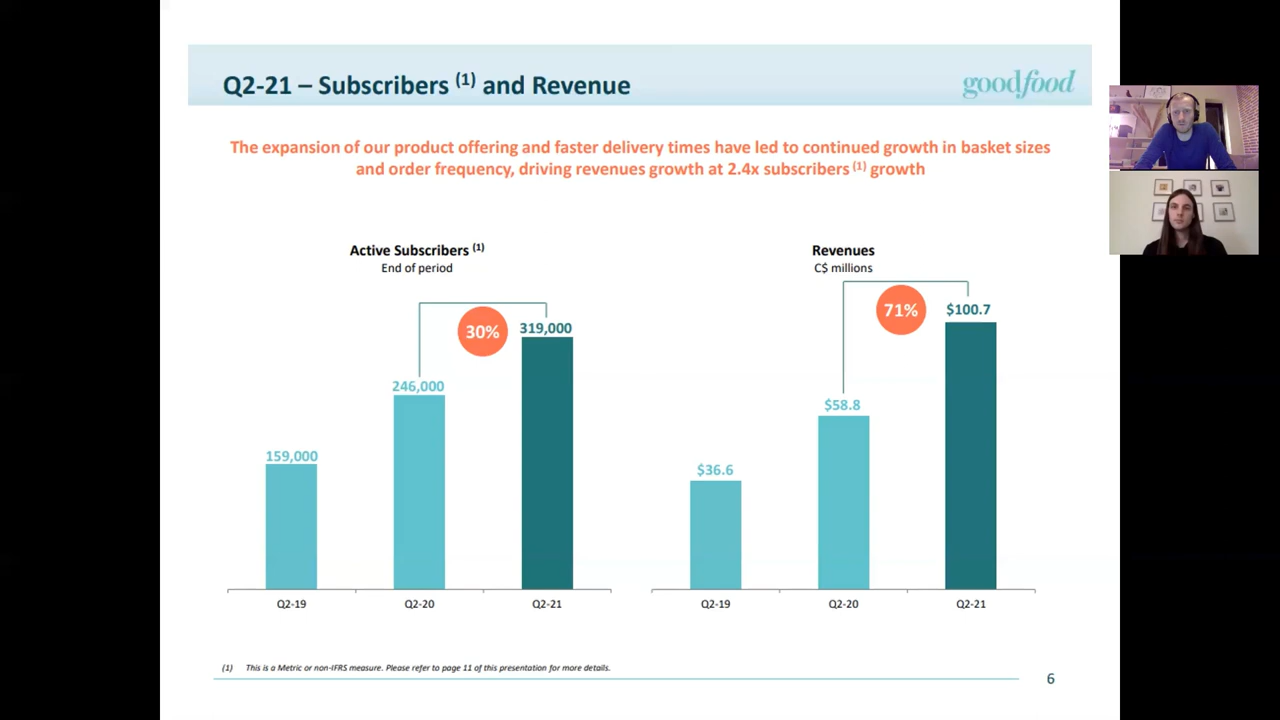 Q2-21 – Subscribers (1) and Revenue
goodfood
The expansion of our product offering and faster delivery times have led to continued growth in basket sizes
and order frequency, driving revenues growth at 2.4x subscribers (1) growth
Active Subscribers (1)
End of period
30%
319,000
246,000
159,000
Q2-19
Q2-20
Q2-21
Revenues
C$ millions
71%
$100.7
$58.8
$36.6
Q2-19
Q2-20
Q2-21
(1) This is a Metric or non-IFRS measure. Please refer to page 11 of this presentation for more details.
6